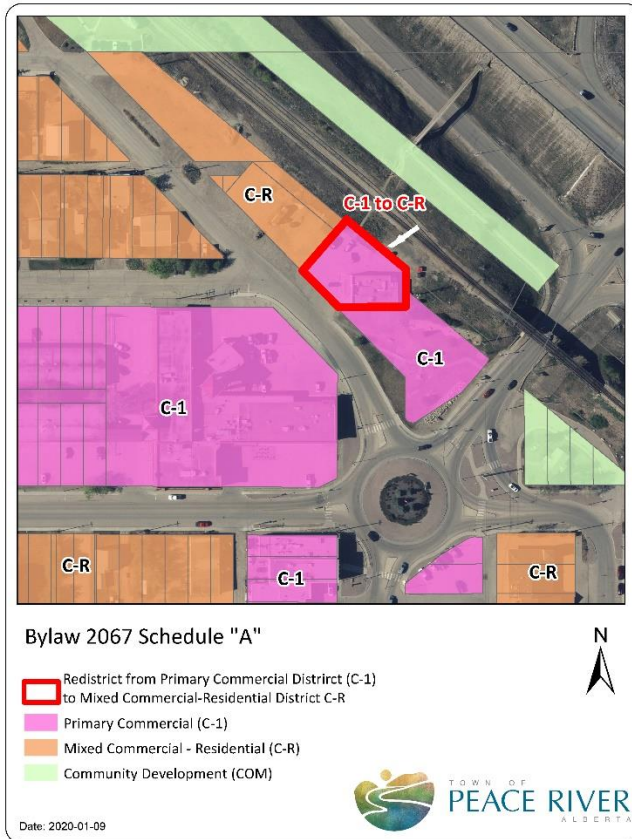 C-R
C-1 to C-R
C-1
C-1
C-R
C-1
C-R
Bylaw 2067 Schedule "A"
N
Redistrict from Primary Commercial Distrirct (C-1)
to Mixed Commercial-Residential District C-R
Primary Commercial (C-1)
Mixed Commercial - Residential (C-R)
Community Development (COM)
TOWN OF
PEACE RIVER
ALBERTA
Date: 2020-01-09